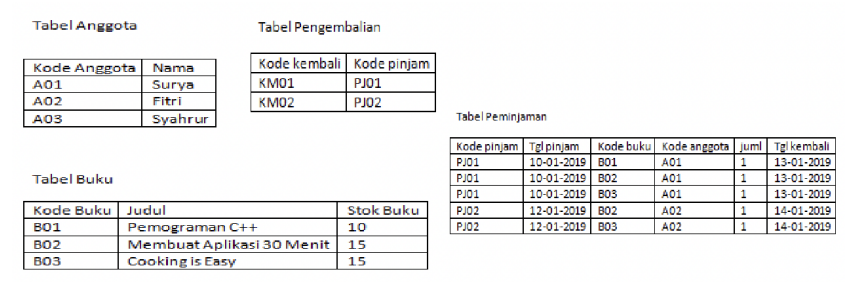 Tabel Anggota
Kode Anggota Nama
A01 Surya
A02 Fitri
A03 Syahrur
Tabel Pengembalian
Kode kembali Kode pinjam
KM01 PJ01
KM02 PJ02
Tabel Peminjaman
Kode pinjam Tgl pinjam Kode buku Kode anggota juml Tgl kembali
PJ01 10-01-2019 B01 A01 1 13-01-2019
PJ01 10-01-2019 B02 A01 1 13-01-2019
PJ01 10-01-2019 B03 A01 1 13-01-2019
PJ02 12-01-2019 B02 A02 1 14-01-2019
PJ02 12-01-2019 B03 A02 1 14-01-2019
Tabel Buku
Kode Buku Judul Stok Buku
B01 Pemograman C++ 10
B02 Membuat Aplikasi 30 Menit 15
B03 Cooking is Easy 15